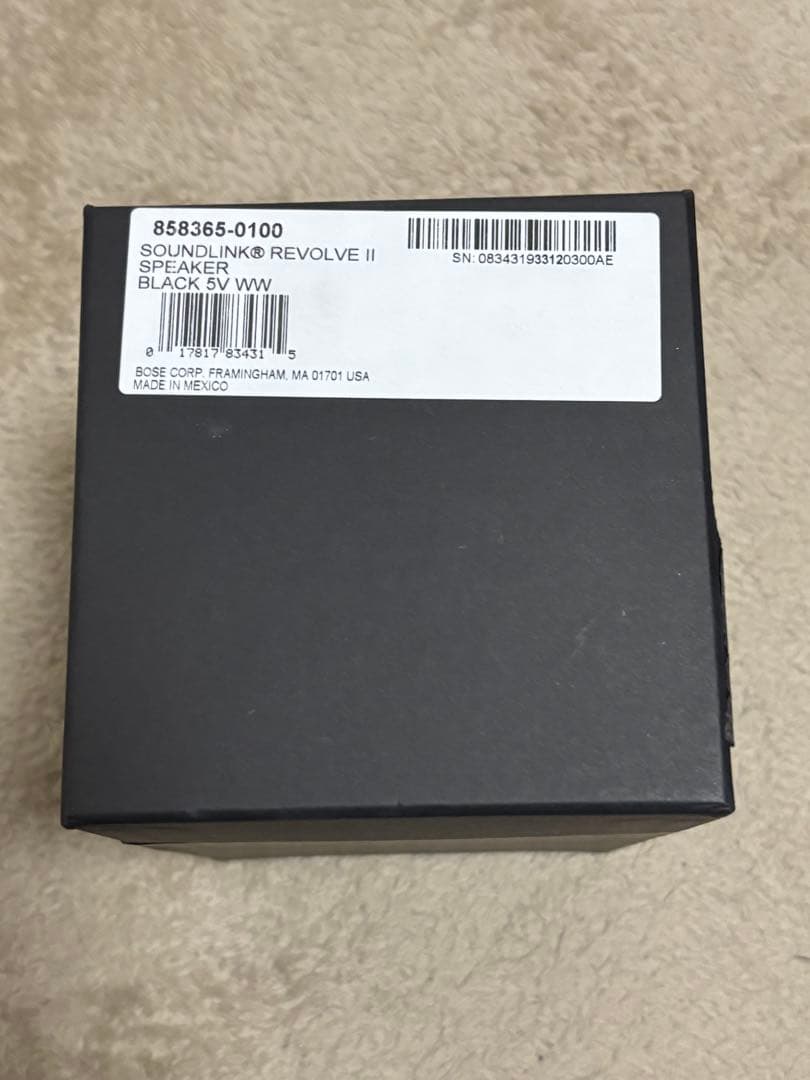 858365-0100
SOUNDLINK® REVOLVE II
SPEAKER
BLACK 5V WW
0 17817 83431 5
BOSE CORP. FRAMINGHAM, MA 01701 USA
MADE IN MEXICO
SN: 083431933120300AE